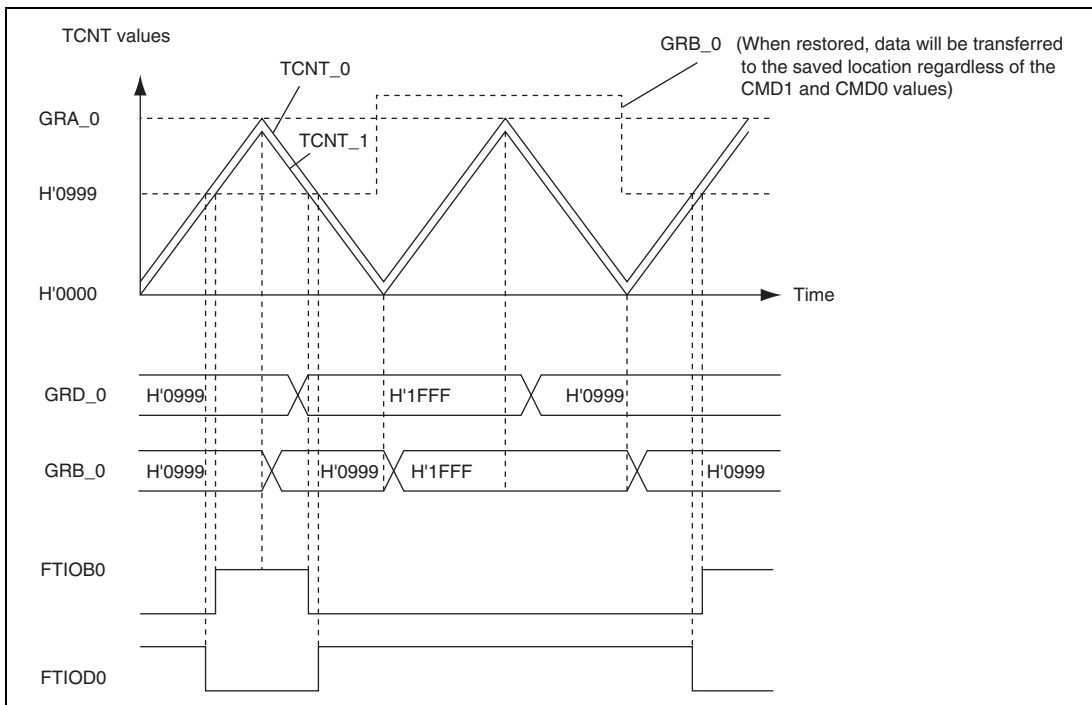 TCNT values
GRB_0 (When restored, data will be transferred
to the saved location regardless of the
CMD1 and CMD0 values)
TCNT_0
GRA_0
TCNT_1
H'0999
H'0000
Time
GRD_0
H'0999
H'1FFF
H'0999
GRB_0
H'0999
H'0999
H'1FFF
H'0999
FTIOB0
FTIOD0